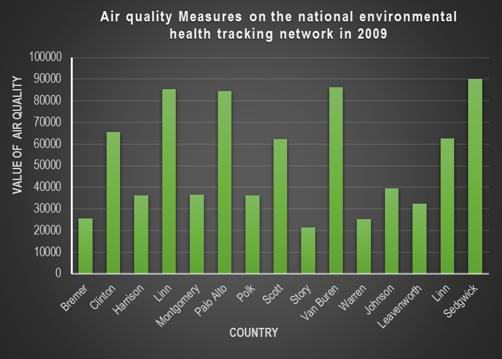 Air quality Measures on the national environmental
health tracking network in 2009
VALUE OF AIR QUALITY
100000
90000
80000
70000
60000
50000
40000
30000
20000
10000
0
Bremer
Clinton
Harrison
Linn
Montgomery
Palo Alto
Polk
Scott
Story
Van Buren
Warren
Johnson
Leavenworth
Linn
Sedgwick
COUNTRY